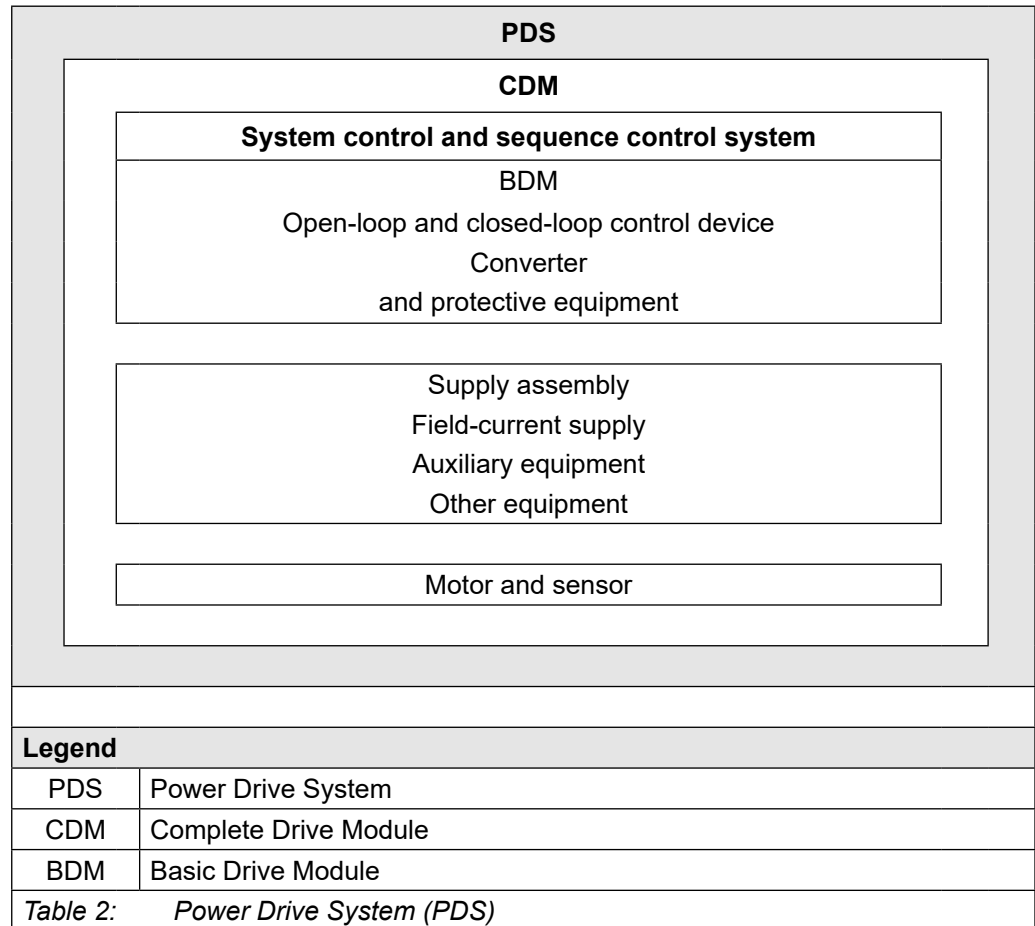 PDS
CDM
System control and sequence control system
BDM
Open-loop and closed-loop control device
Converter
and protective equipment
Supply assembly
Field-current supply
Auxiliary equipment
Other equipment
Motor and sensor
Legend
PDS Power Drive System
CDM Complete Drive Module
BDM Basic Drive Module
Table 2: Power Drive System (PDS)